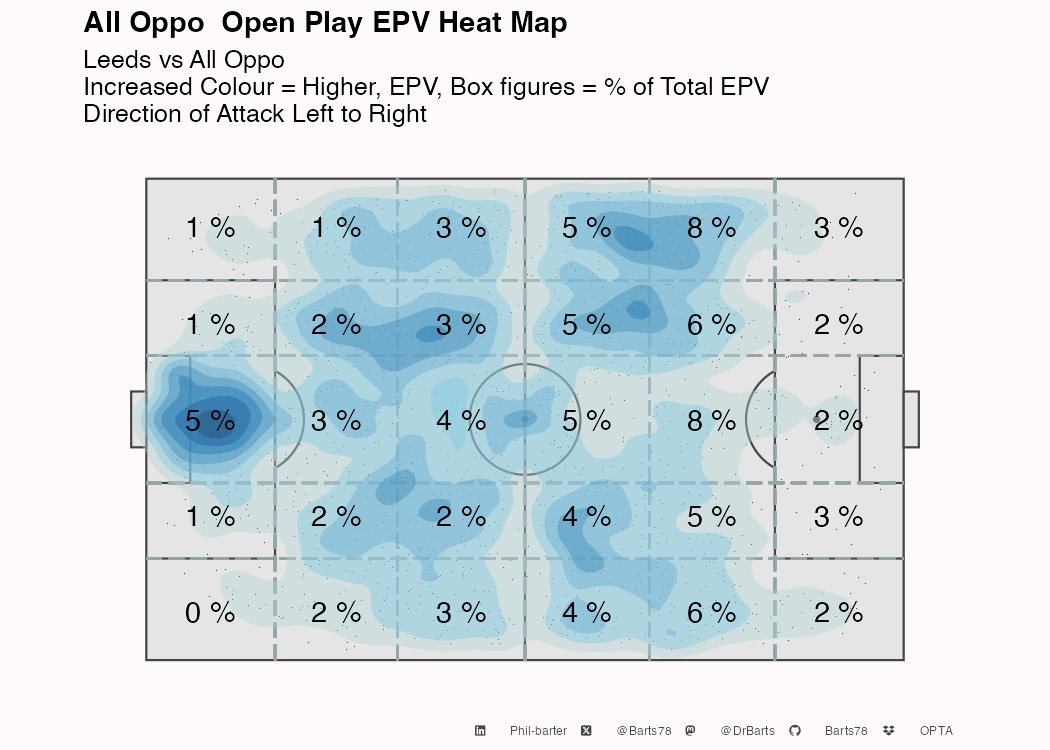 All Oppo  Open Play EPV Heat Map
Leeds vs All Oppo
Increased Colour = Higher, EPV, Box figures = % of Total EPV
Direction of Attack Left to Right
1 % 1 % 3 % 5 % 8 % 3 %
1 % 2 % 3 % 5 % 6 % 2 %
5 % 3 % 4 % 5 % 8 % 2 %
1 % 2 % 2 % 4 % 5 % 3 %
0 % 2 % 3 % 4 % 6 % 2 %
Phil-barter @Barts78 @DrBarts Barts78 OPTA